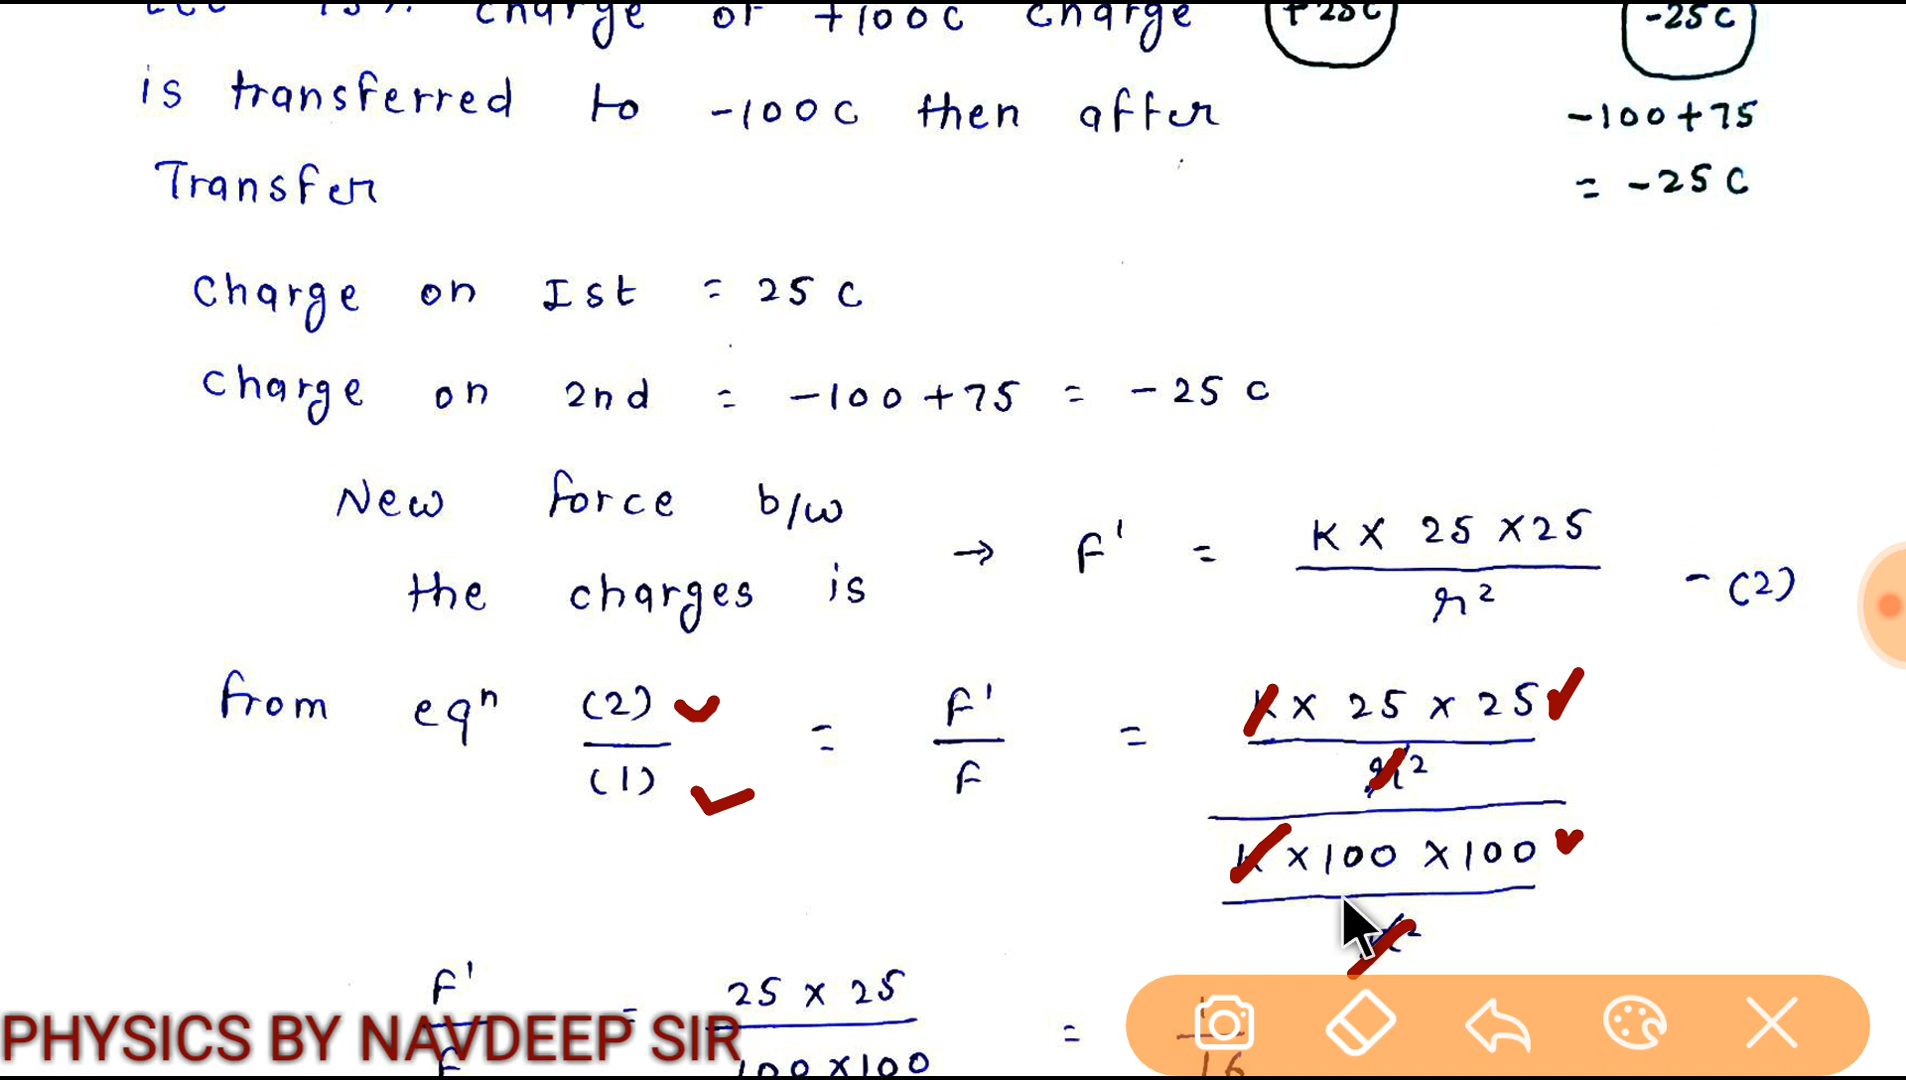 charge of +100C charge +25C -25C
is transferred to -100C then after -100+75
Transfer = -25C
Charge on Ist = 25 C
Charge on 2nd = -100+75 = -25 C
New force b/w
the charges is → F' = K X 25 X25 / r² - (2)
From eqⁿ (2) / (1) = F' / F = K X 25 x 25 / r² / K X100 X100 / r²
F' / F = 25 x 25 / 100 X100 = 1 / 16
PHYSICS BY NAVDEEP SIR